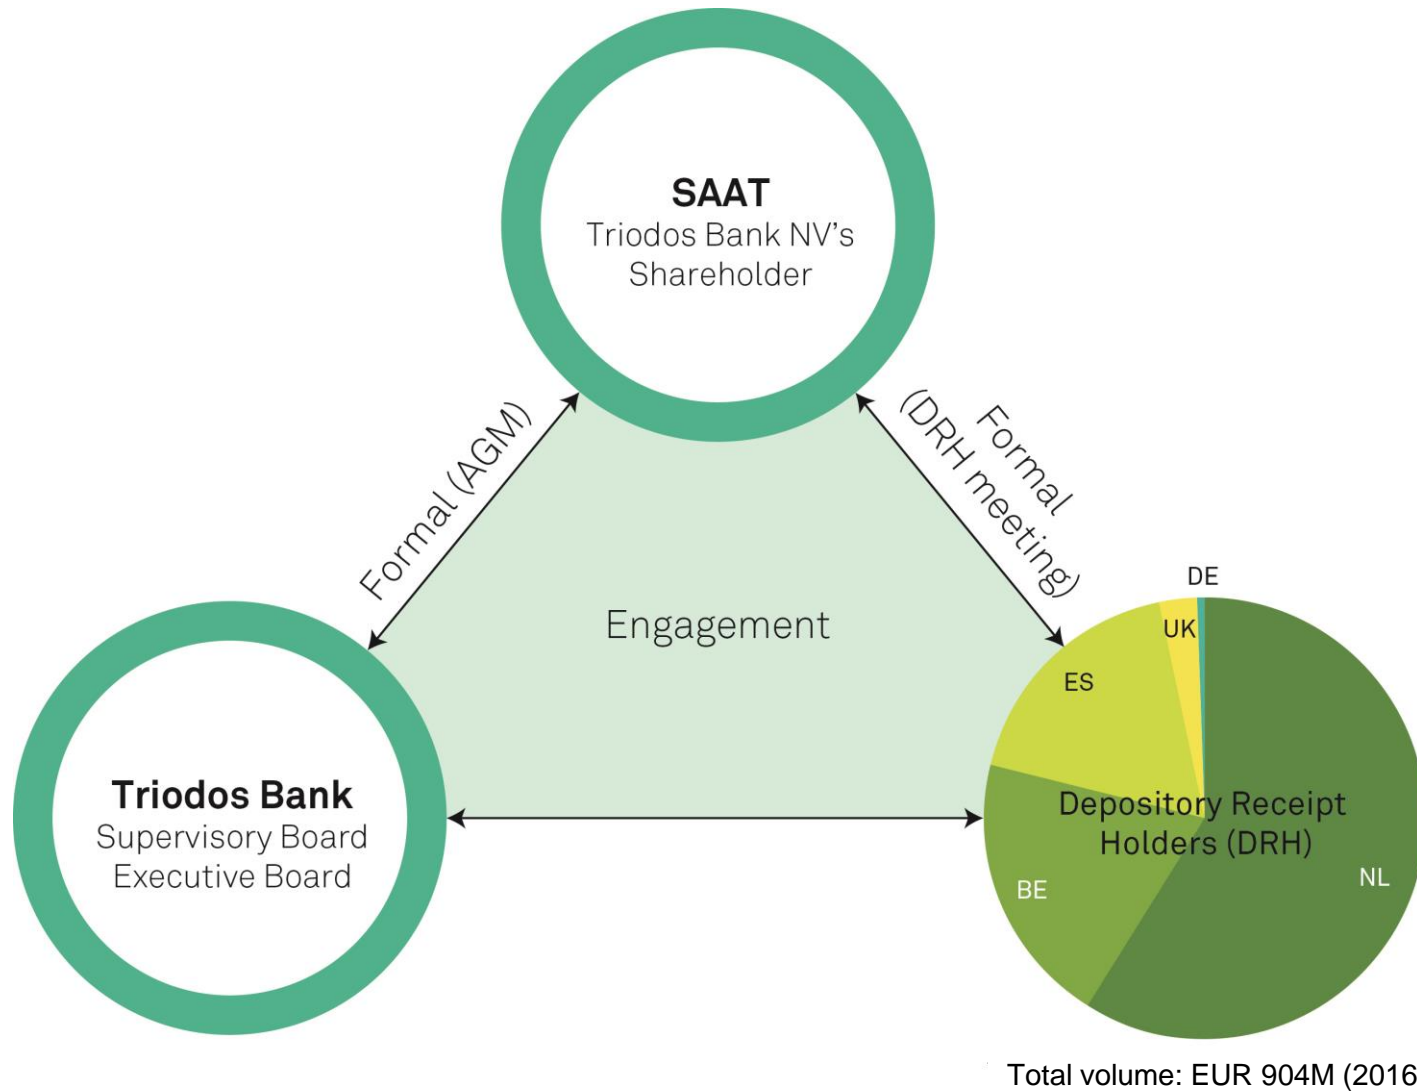 SAAT
Triodos Bank NV's
Shareholder
Formal (AGM)
Formal
(DRH meeting)
Engagement
Triodos Bank
Supervisory Board
Executive Board
DE
UK
ES
Depository Receipt
Holders (DRH)
BE
NL
Total volume: EUR 904M (2016